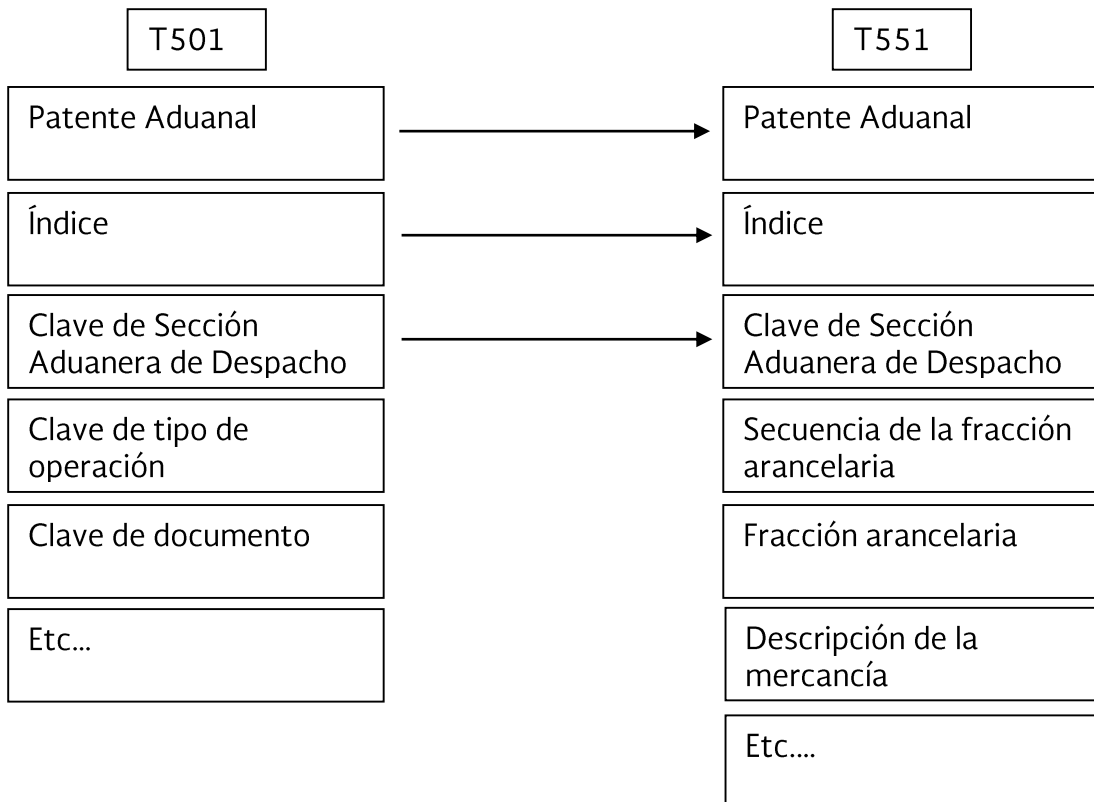 T501
Patente Aduanal
Índice
Clave de Sección
Aduanera de Despacho
Clave de tipo de
operación
Clave de documento
Etc...
T551
Patente Aduanal
Índice
Clave de Sección
Aduanera de Despacho
Secuencia de la fracción
arancelaria
Fracción arancelaria
Descripción de la
mercancía
Etc....